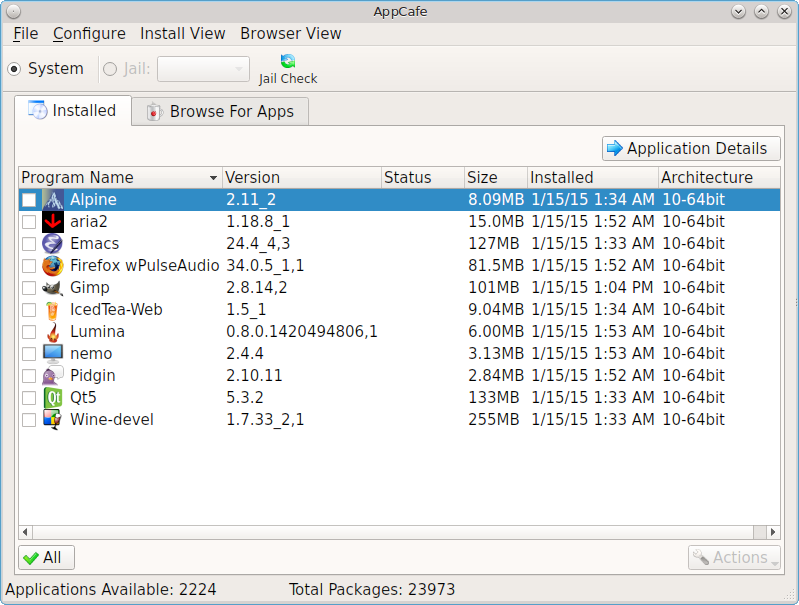 AppCafe
File Configure Install View Browser View
System Jail: Jail Check
Installed Browse For Apps
Application Details
Program Name Version Status Size Installed Architecture
Alpine 2.11_2 8.09MB 1/15/15 1:34 AM 10-64bit
aria2 1.18.8_1 15.0MB 1/15/15 1:52 AM 10-64bit
Emacs 24.4_4,3 127MB 1/15/15 1:33 AM 10-64bit
Firefox wPulseAudio 34.0.5_1,1 81.5MB 1/15/15 1:52 AM 10-64bit
Gimp 2.8.14,2 101MB 1/15/15 1:04 PM 10-64bit
IcedTea-Web 1.5_1 9.04MB 1/15/15 1:34 AM 10-64bit
Lumina 0.8.0.1420494806,1 6.00MB 1/15/15 1:53 AM 10-64bit
nemo 2.4.4 3.13MB 1/15/15 1:53 AM 10-64bit
Pidgin 2.10.11 2.84MB 1/15/15 1:52 AM 10-64bit
Qt Qt5 5.3.2 133MB 1/15/15 1:33 AM 10-64bit
Wine-devel 1.7.33_2,1 255MB 1/15/15 1:33 AM 10-64bit
All Actions
Applications Available: 2224 Total Packages: 23973